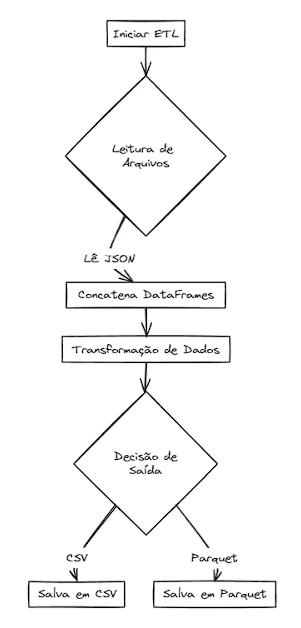 Iniciar ETL
Leitura de
Arquivos
Lê JSON
Concatena DataFrames
Transformação de Dados
Decisão de
Saída
CSV
Parquet
Salva em CSV
Salva em Parquet